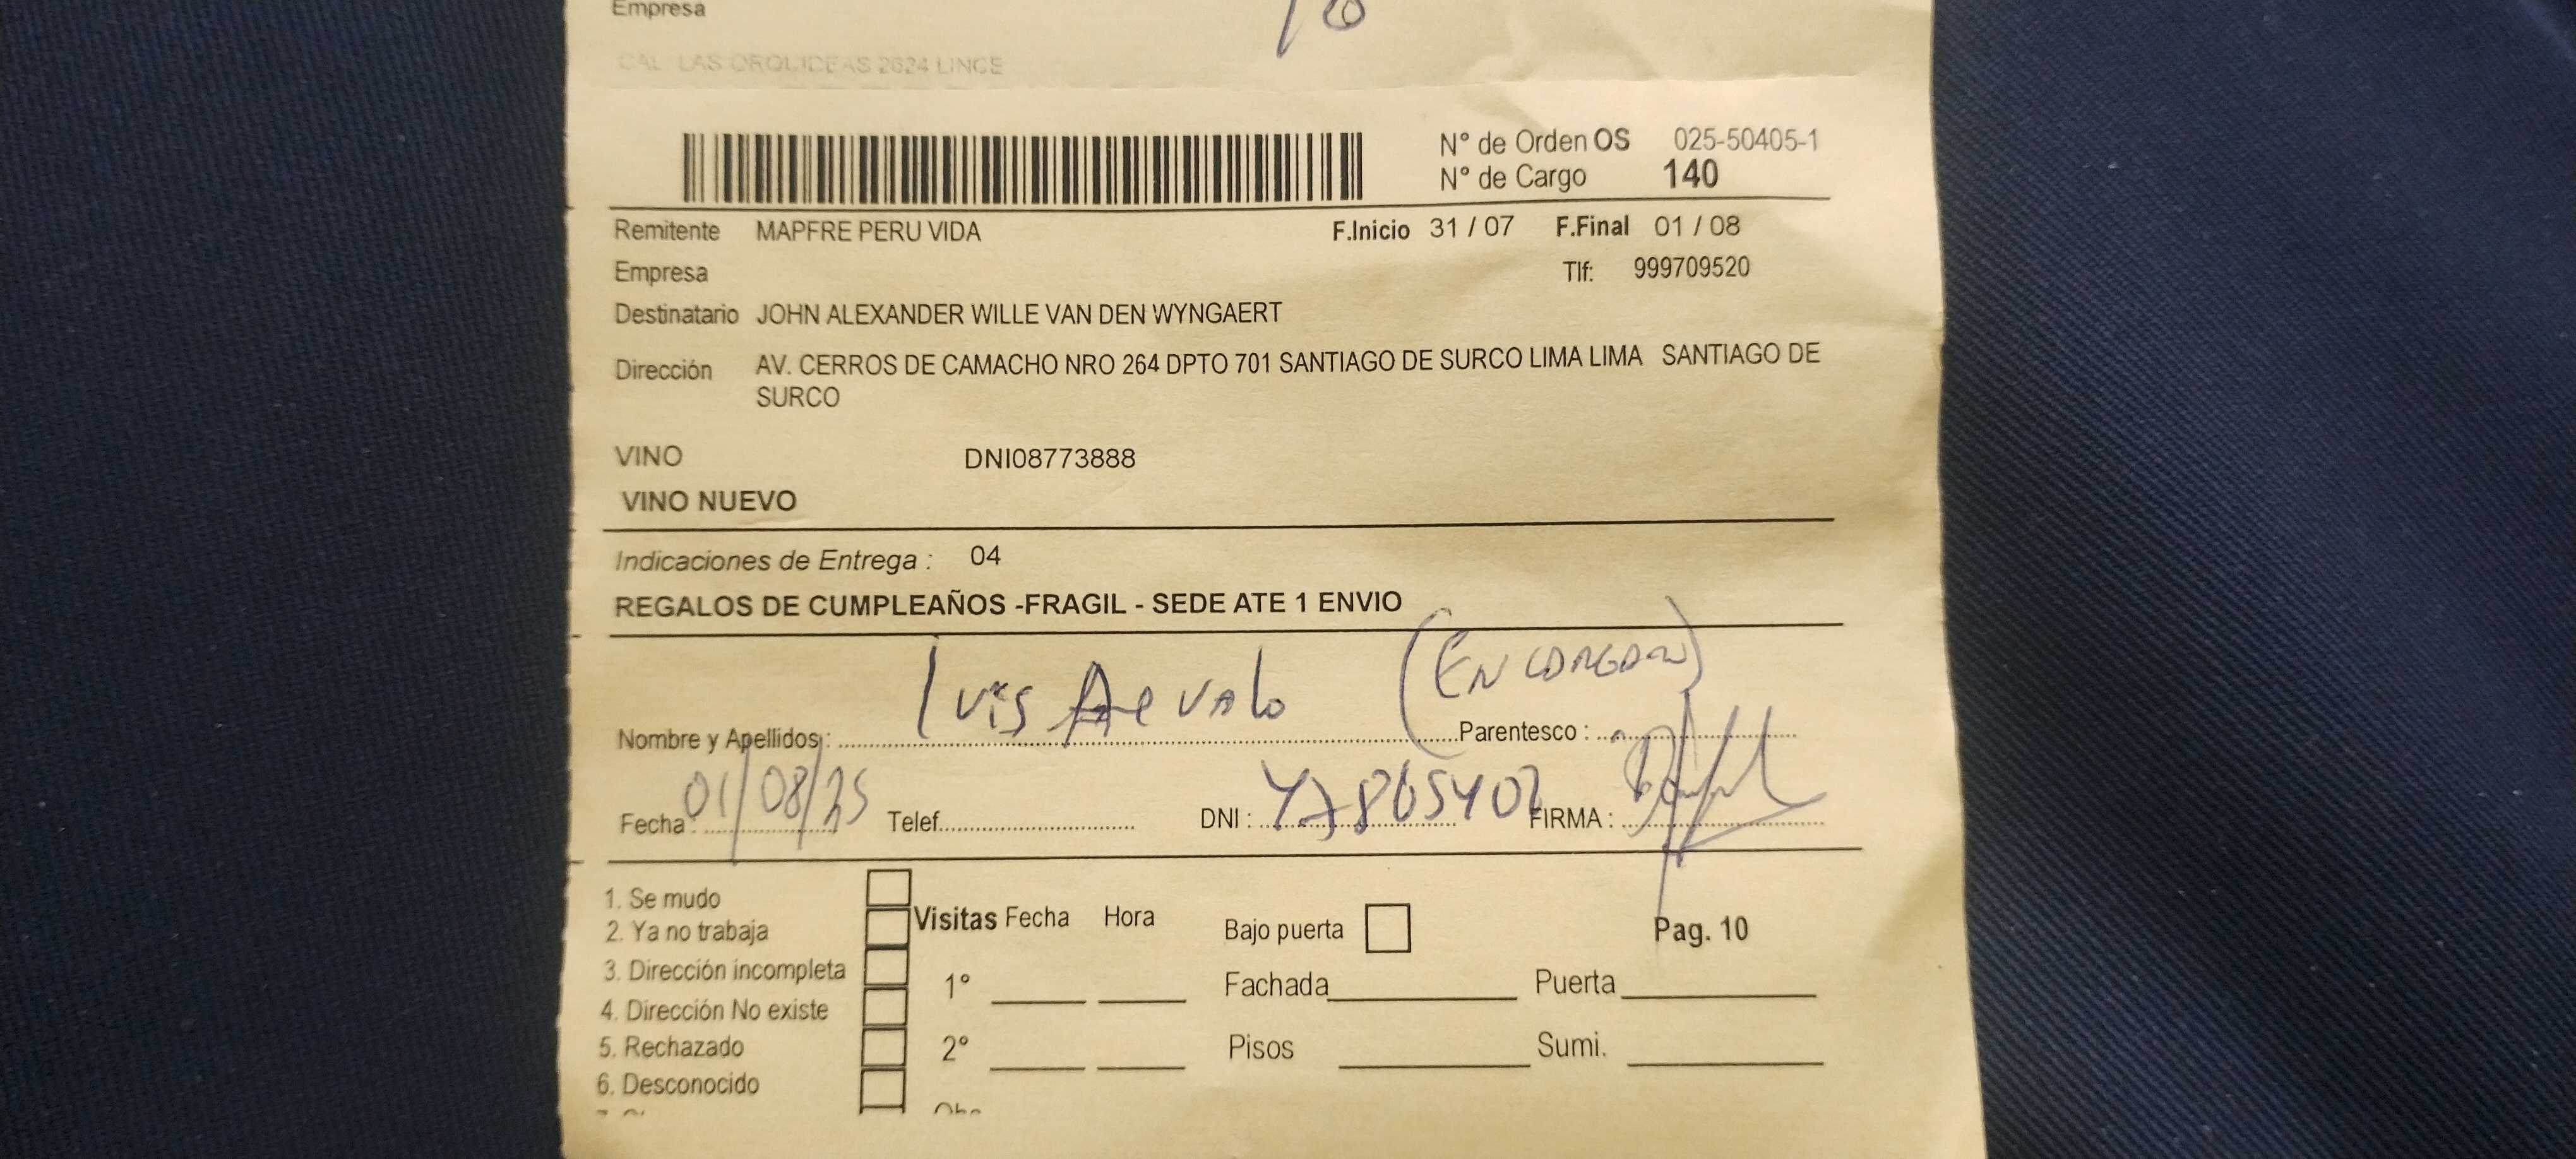 Empresa
CAL. LAS ORQUIDEAS 2624 LINCE
N° de Orden OS 025-50405-1
N° de Cargo 140
Remitente MAPFRE PERU VIDA F.Inicio 31 / 07 F.Final 01 / 08
Empresa Tlf: 999709520
Destinatario JOHN ALEXANDER WILLE VAN DEN WYNGAERT
Dirección AV. CERROS DE CAMACHO NRO 264 DPTO 701 SANTIAGO DE SURCO LIMA LIMA SANTIAGO DE
SURCO
VINO DNI08773888
VINO NUEVO
Indicaciones de Entrega : 04
REGALOS DE CUMPLEAÑOS -FRAGIL - SEDE ATE 1 ENVIO
Nombre y Apellidos : Luis Arevalo Parentesco :
Fecha : 01/08/25 Telef. DNI : 47865402 FIRMA :
1. Se mudo
2. Ya no trabaja Visitas Fecha Hora Bajo puerta Pag. 10
3. Dirección incompleta 1° Fachada Puerta
4. Dirección No existe
5. Rechazado 2° Pisos Sumi.
6. Desconocido